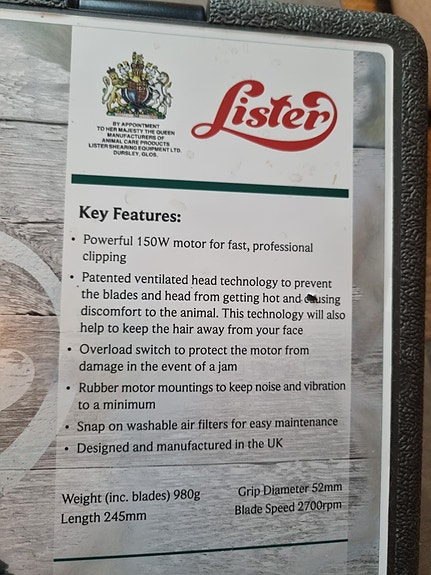 BY APPOINTMENT
TO HER MAJESTY THE QUEEN
MANUFACTURERS OF
ANIMAL CARE PRODUCTS
LISTER SHEARING EQUIPMENT LTD.
DURSLEY, GLOS.
Lister
Key Features:
• Powerful 150W motor for fast, professional
clipping
• Patented ventilated head technology to prevent
the blades and head from getting hot and causing
discomfort to the animal. This technology will also
help to keep the hair away from your face
• Overload switch to protect the motor from
damage in the event of a jam
• Rubber motor mountings to keep noise and vibration
to a minimum
• Snap on washable air filters for easy maintenance
• Designed and manufactured in the UK
Weight (inc. blades) 980g
Length 245mm
Grip Diameter 52mm
Blade Speed 2700rpm